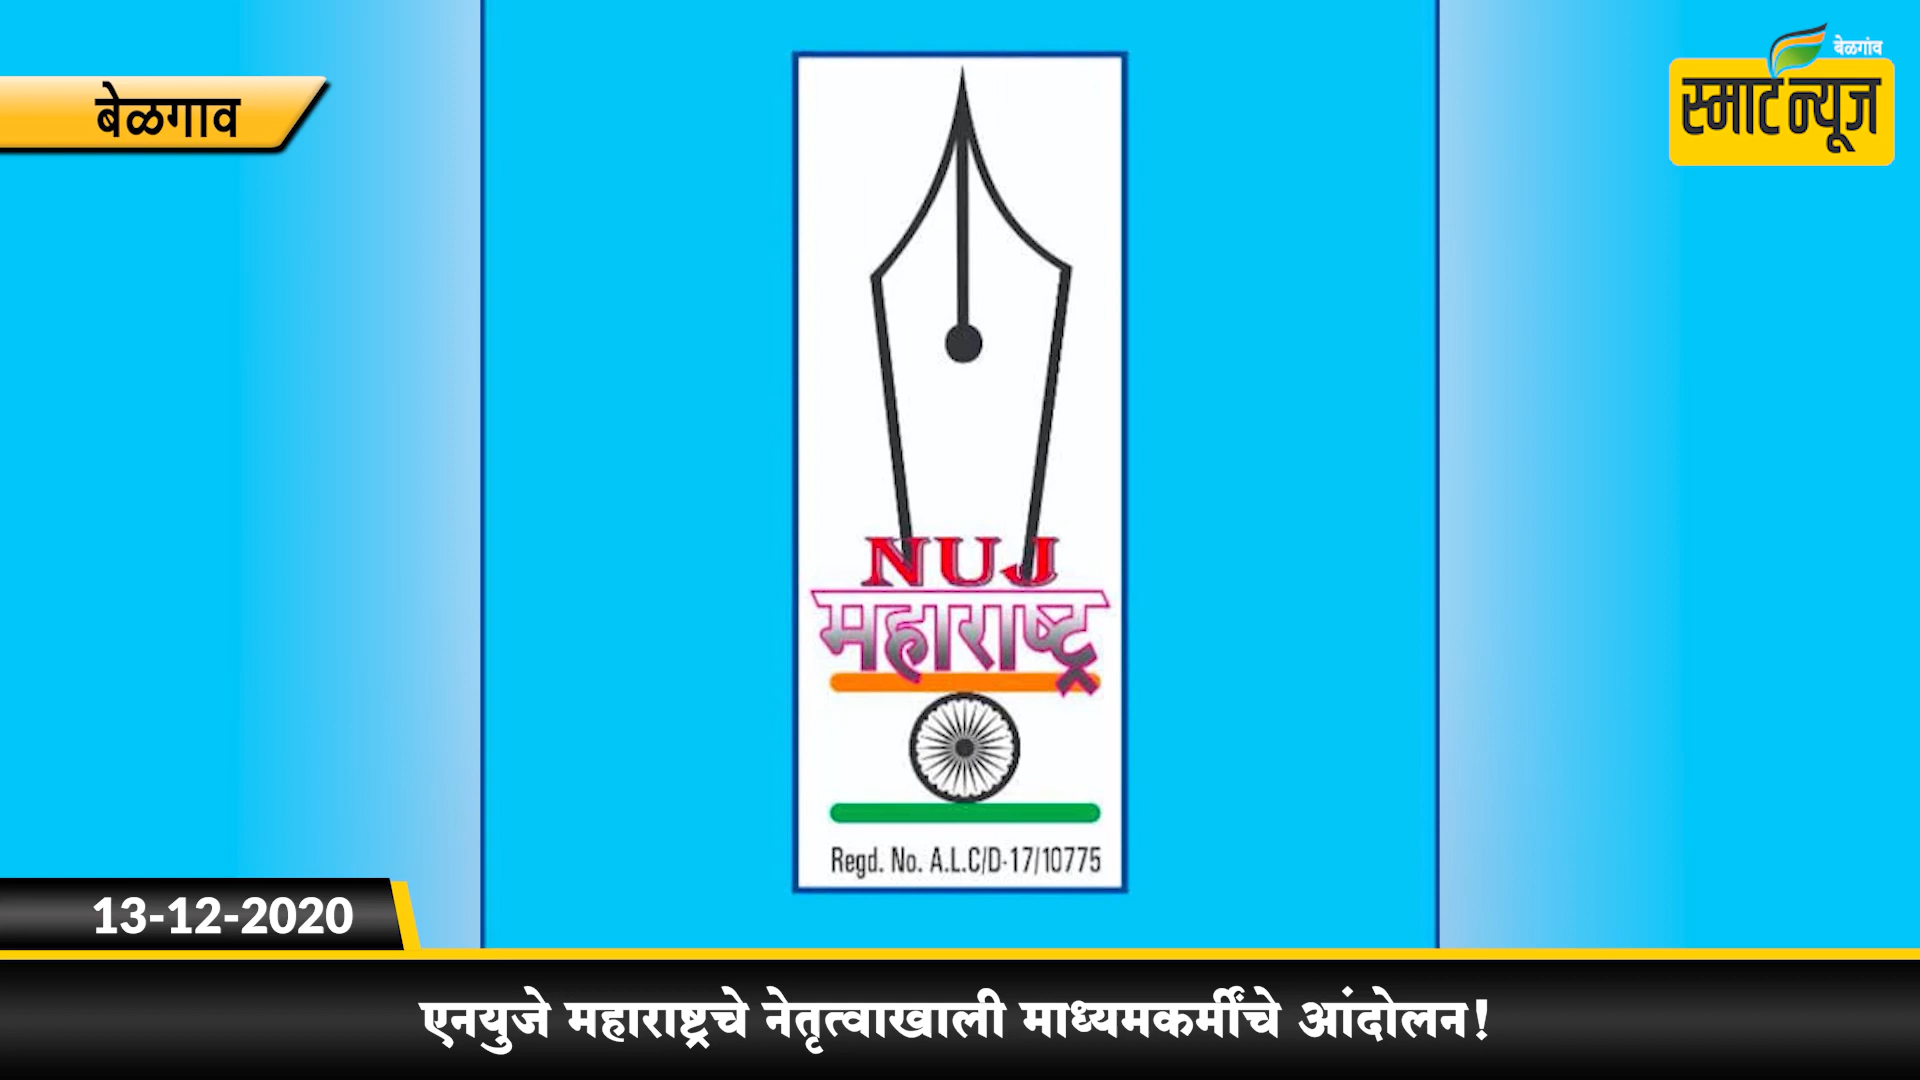 बेळगांव
स्मार्ट न्यूज
बेळगाव
NUJ
महाराष्ट्र
Regd. No. A.L.C/D-17/10775
13-12-2020
एनयुजे महाराष्ट्रचे नेतृत्वाखाली माध्यमकर्मींचे आंदोलन!